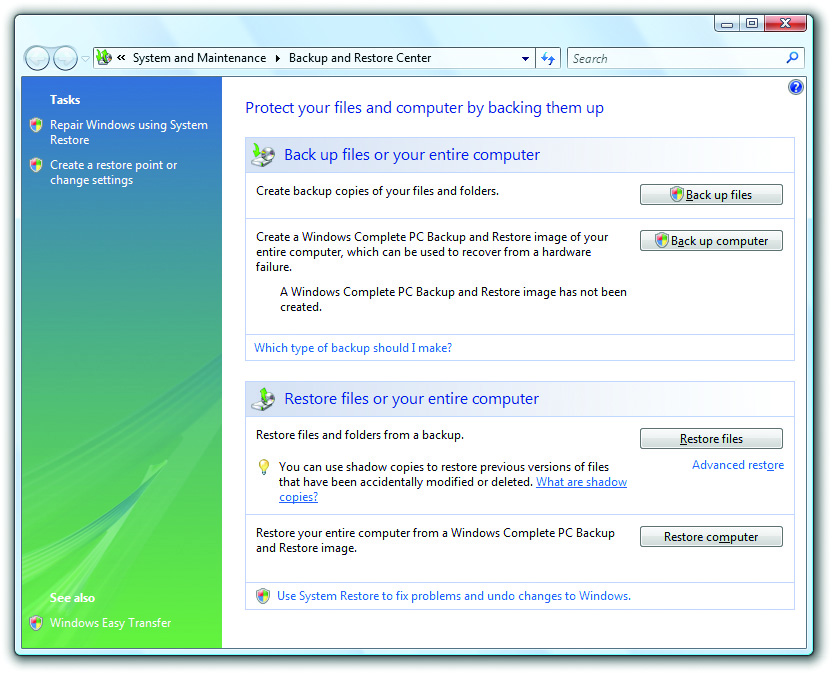 « System and Maintenance ▸ Backup and Restore Center
Search
Tasks
Repair Windows using System
Restore
Create a restore point or
change settings
See also
Windows Easy Transfer
Protect your files and computer by backing them up
Back up files or your entire computer
Create backup copies of your files and folders.
Back up files
Create a Windows Complete PC Backup and Restore image of your
entire computer, which can be used to recover from a hardware
failure.
Back up computer
A Windows Complete PC Backup and Restore image has not been
created.
Which type of backup should I make?
Restore files or your entire computer
Restore files and folders from a backup.
Restore files
Advanced restore
You can use shadow copies to restore previous versions of files
that have been accidentally modified or deleted. What are shadow
copies?
Restore your entire computer from a Windows Complete PC Backup
and Restore image.
Restore computer
Use System Restore to fix problems and undo changes to Windows.